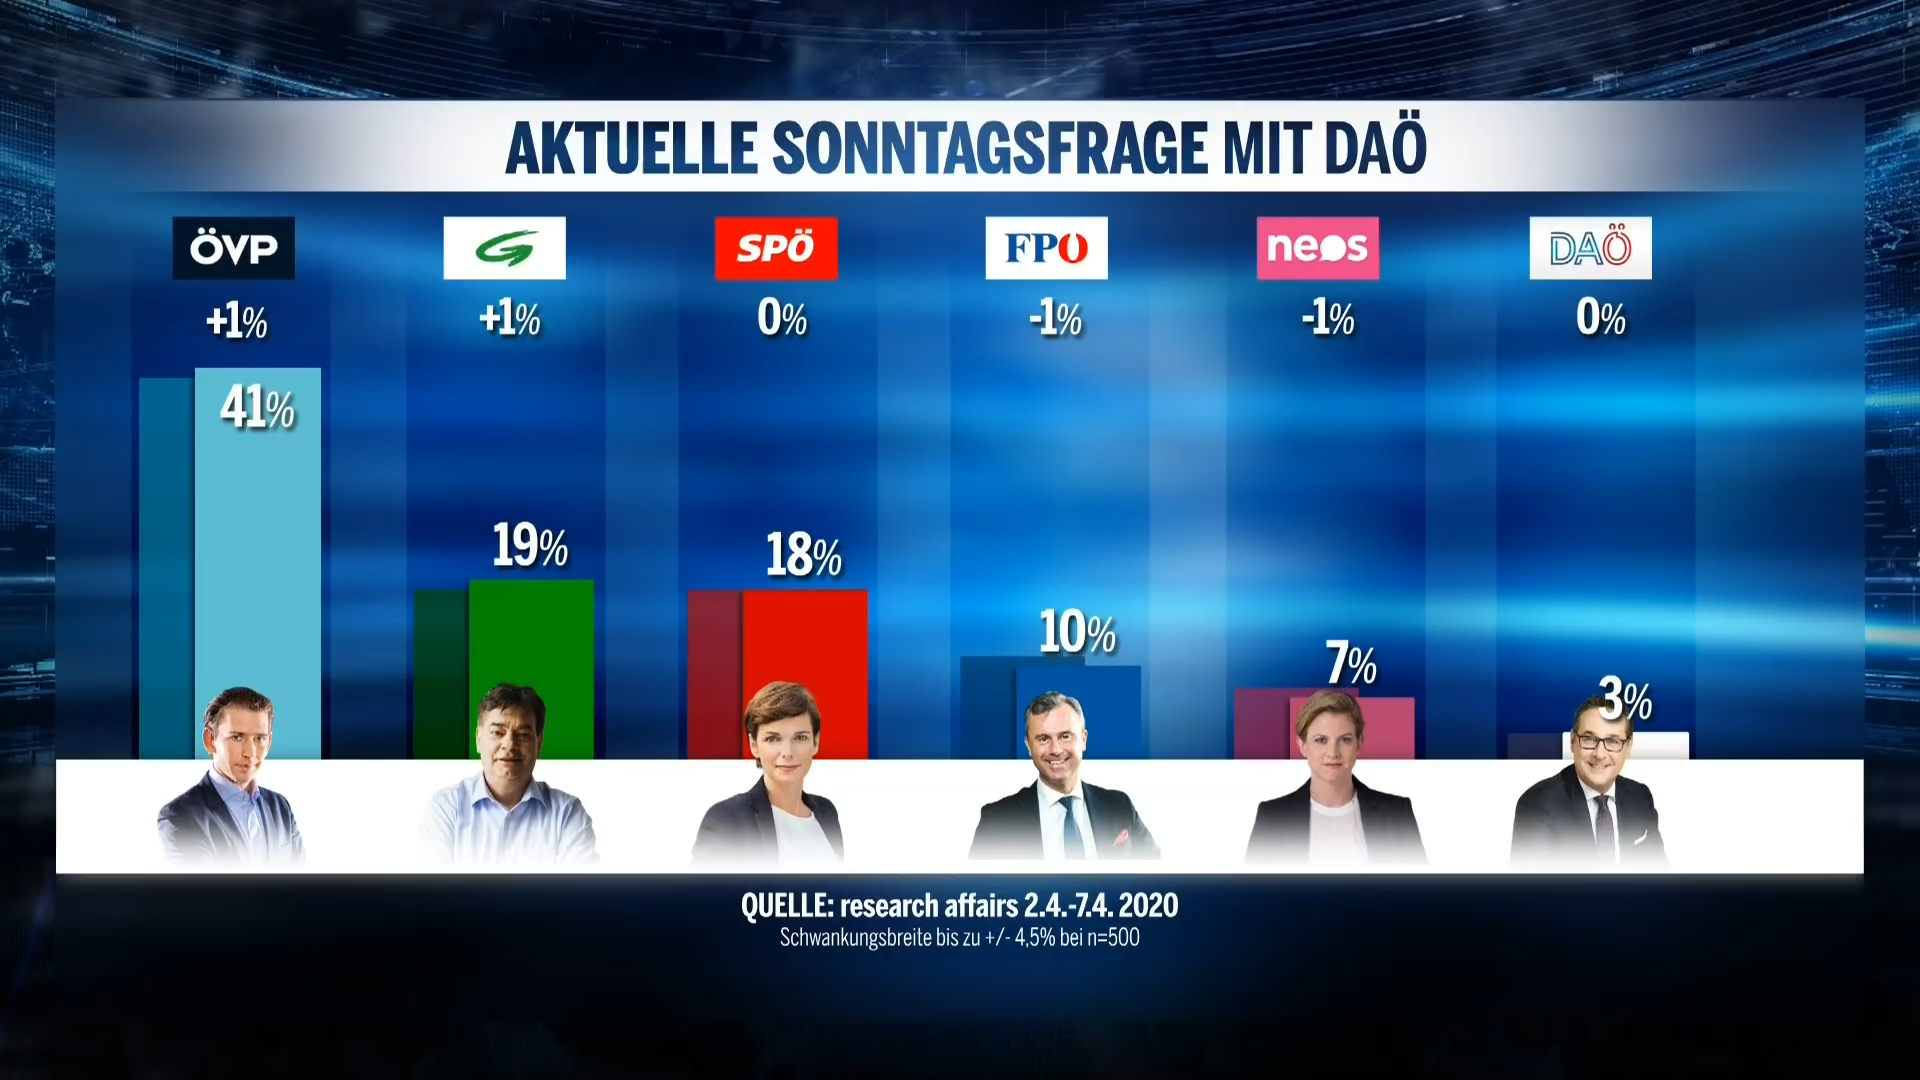 AKTUELLE SONNTAGSFRAGE MIT DAÖ
ÖVP
SPÖ
FPÖ
neos
DAÖ
+1%
+1%
0%
-1%
-1%
0%
41%
19%
18%
10%
7%
3%
QUELLE: research affairs 2.4.-7.4. 2020
Schwankungsbreite bis zu +/- 4,5% bei n=500